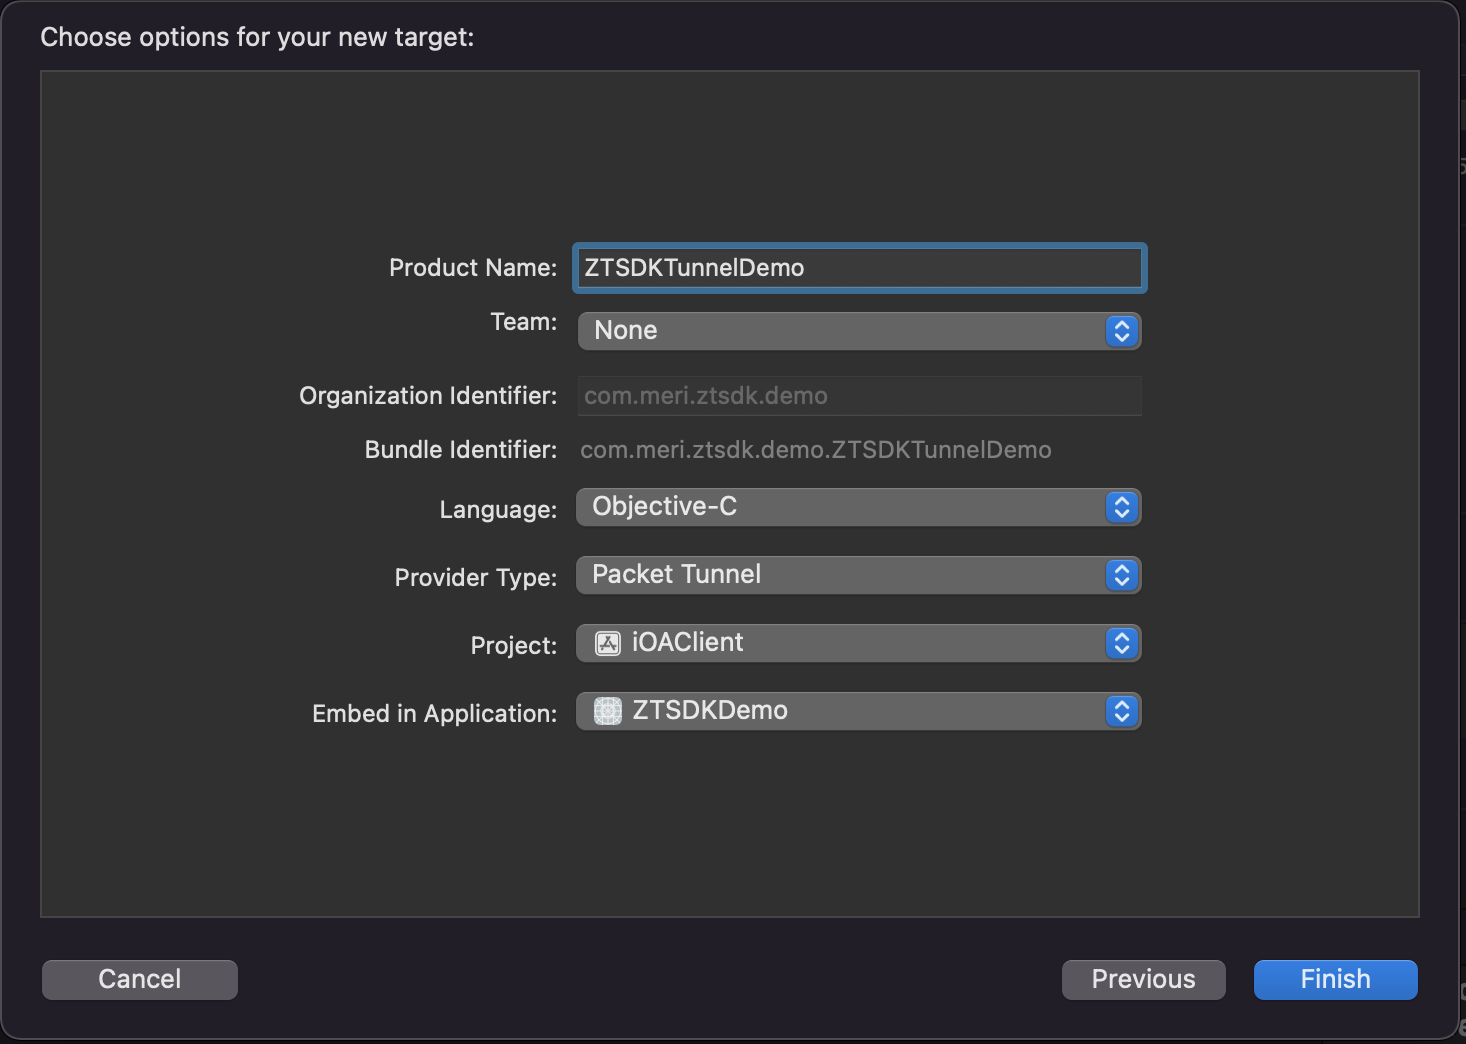 Choose options for your new target:
Product Name: ZTSDKTunnelDemo
Team: None
Organization Identifier: com.meri.ztsdk.demo
Bundle Identifier: com.meri.ztsdk.demo.ZTSDKTunnelDemo
Language: Objective-C
Provider Type: Packet Tunnel
Project: iOAClient
Embed in Application: ZTSDKDemo
Cancel Previous Finish